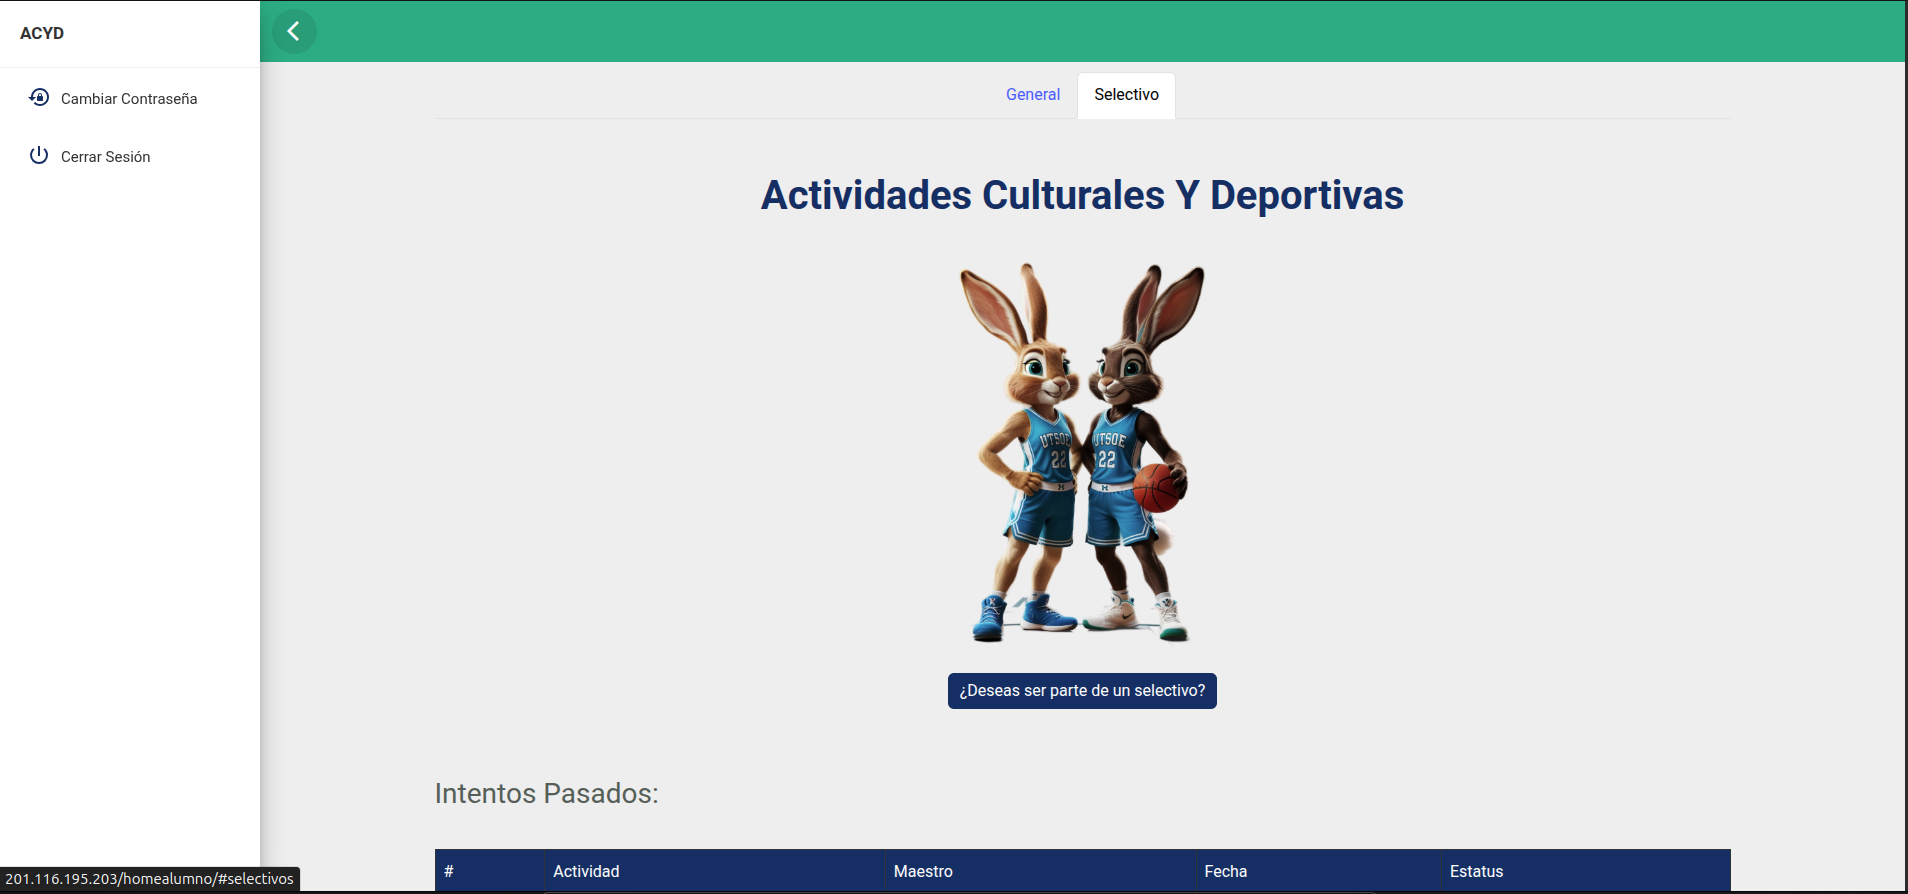 ACYD
Cambiar Contraseña
Cerrar Sesión
General
Selectivo
Actividades Culturales Y Deportivas
UTSOE
22
UTSOE
22
¿Deseas ser parte de un selectivo?
Intentos Pasados:
# Actividad Maestro Fecha Estatus
201.116.195.203/homealumno/#selectivos